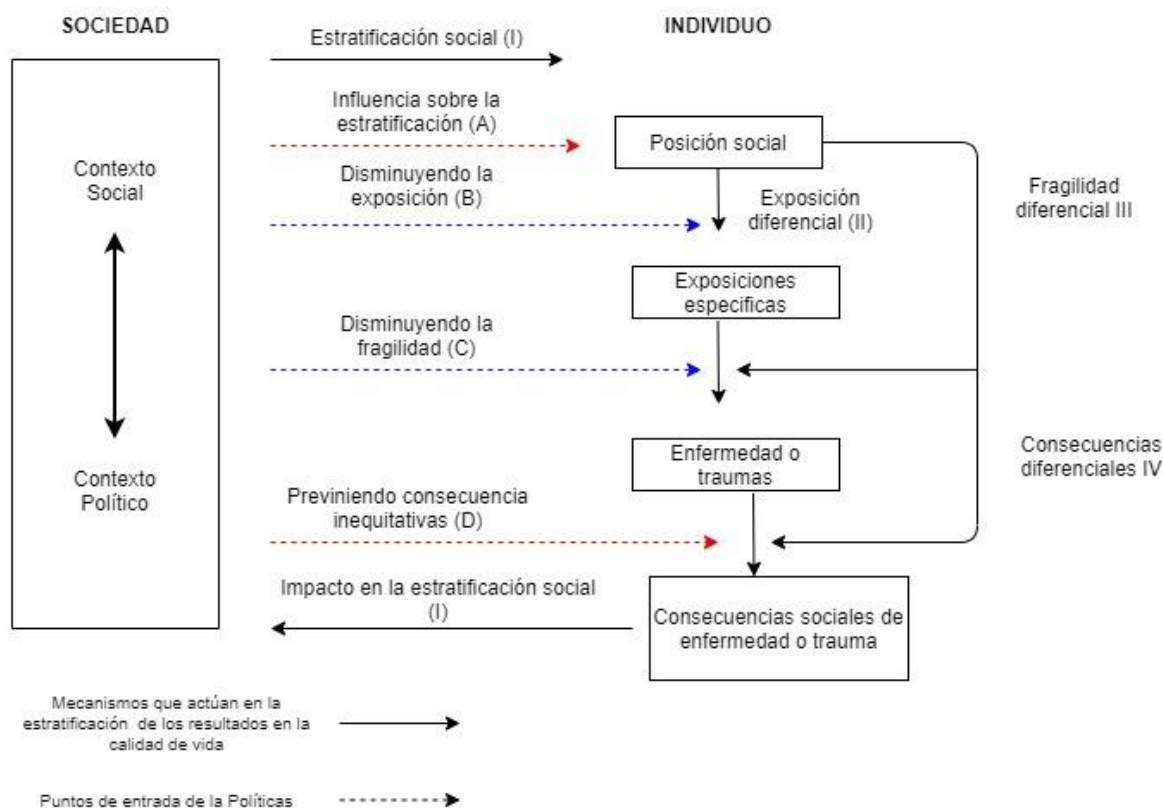 SOCIEDAD
INDIVIDUO
Estratificación social (I)
Influencia sobre la
estratificación (A)
Posición social
Contexto
Social
Disminuyendo la
exposición (B)
Exposición
diferencial (II)
Fragilidad
diferencial III
Exposiciones
especificas
Disminuyendo la
fragilidad (C)
Enfermedad o
traumas
Consecuencias
diferenciales IV
Contexto
Político
Previniendo consecuencia
inequitativas (D)
Impacto en la estratificación social
(I)
Consecuencias sociales de
enfermedad o trauma
Mecanismos que actúan en la
estratificación de los resultados en la
calidad de vida
Puntos de entrada de la Políticas